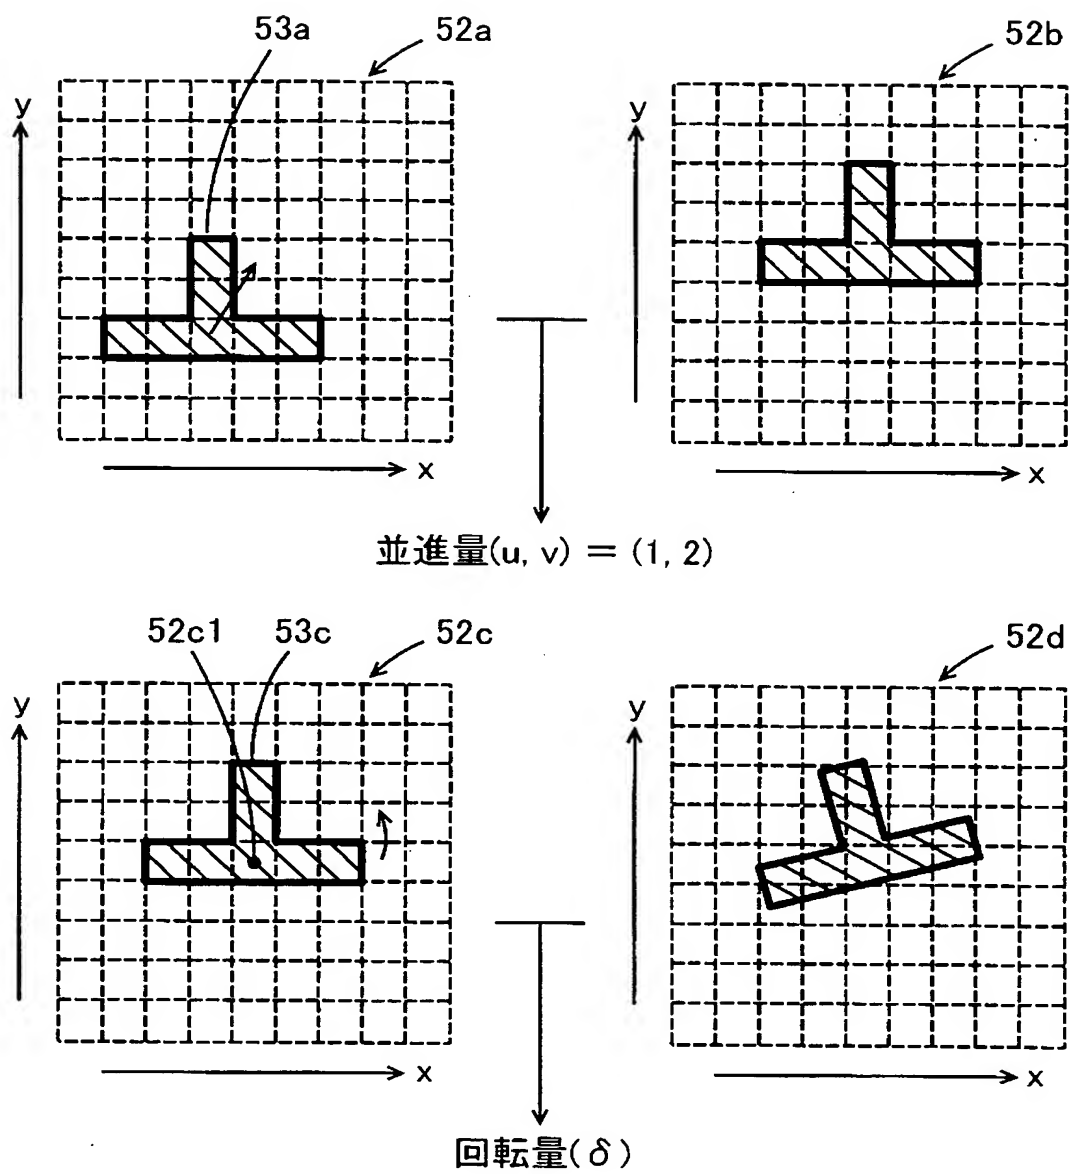 53a 52a 52b
y y
x x
並進量(u, v) = (1, 2)
52c1 53c 52c 52d
y y
x x
回転量(δ)